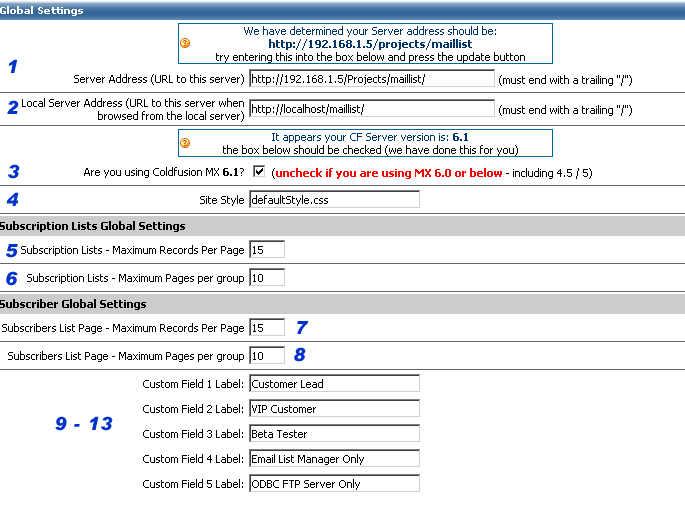 Global Settings
We have determined your Server address should be:
http://192.168.1.5/projects/maillist
try entering this into the box below and press the update button
1
Server Address (URL to this server) http://192.168.1.5/Projects/maillist/ (must end with a trailing "/")
2 Local Server Address (URL to this server when
browsed from the local server) http://localhost/maillist/ (must end with a trailing "/")
It appears your CF Server version is: 6.1
the box below should be checked (we have done this for you)
3 Are you using Coldfusion MX 6.1? (uncheck if you are using MX 6.0 or below - including 4.5 / 5)
4 Site Style defaultStyle.css
Subscription Lists Global Settings
5 Subscription Lists - Maximum Records Per Page 15
6 Subscription Lists - Maximum Pages per group 10
Subscriber Global Settings
Subscribers List Page - Maximum Records Per Page 15 7
Subscribers List Page - Maximum Pages per group 10 8
Custom Field 1 Label: Customer Lead
Custom Field 2 Label: VIP Customer
9 - 13
Custom Field 3 Label: Beta Tester
Custom Field 4 Label: Email List Manager Only
Custom Field 5 Label: ODBC FTP Server Only